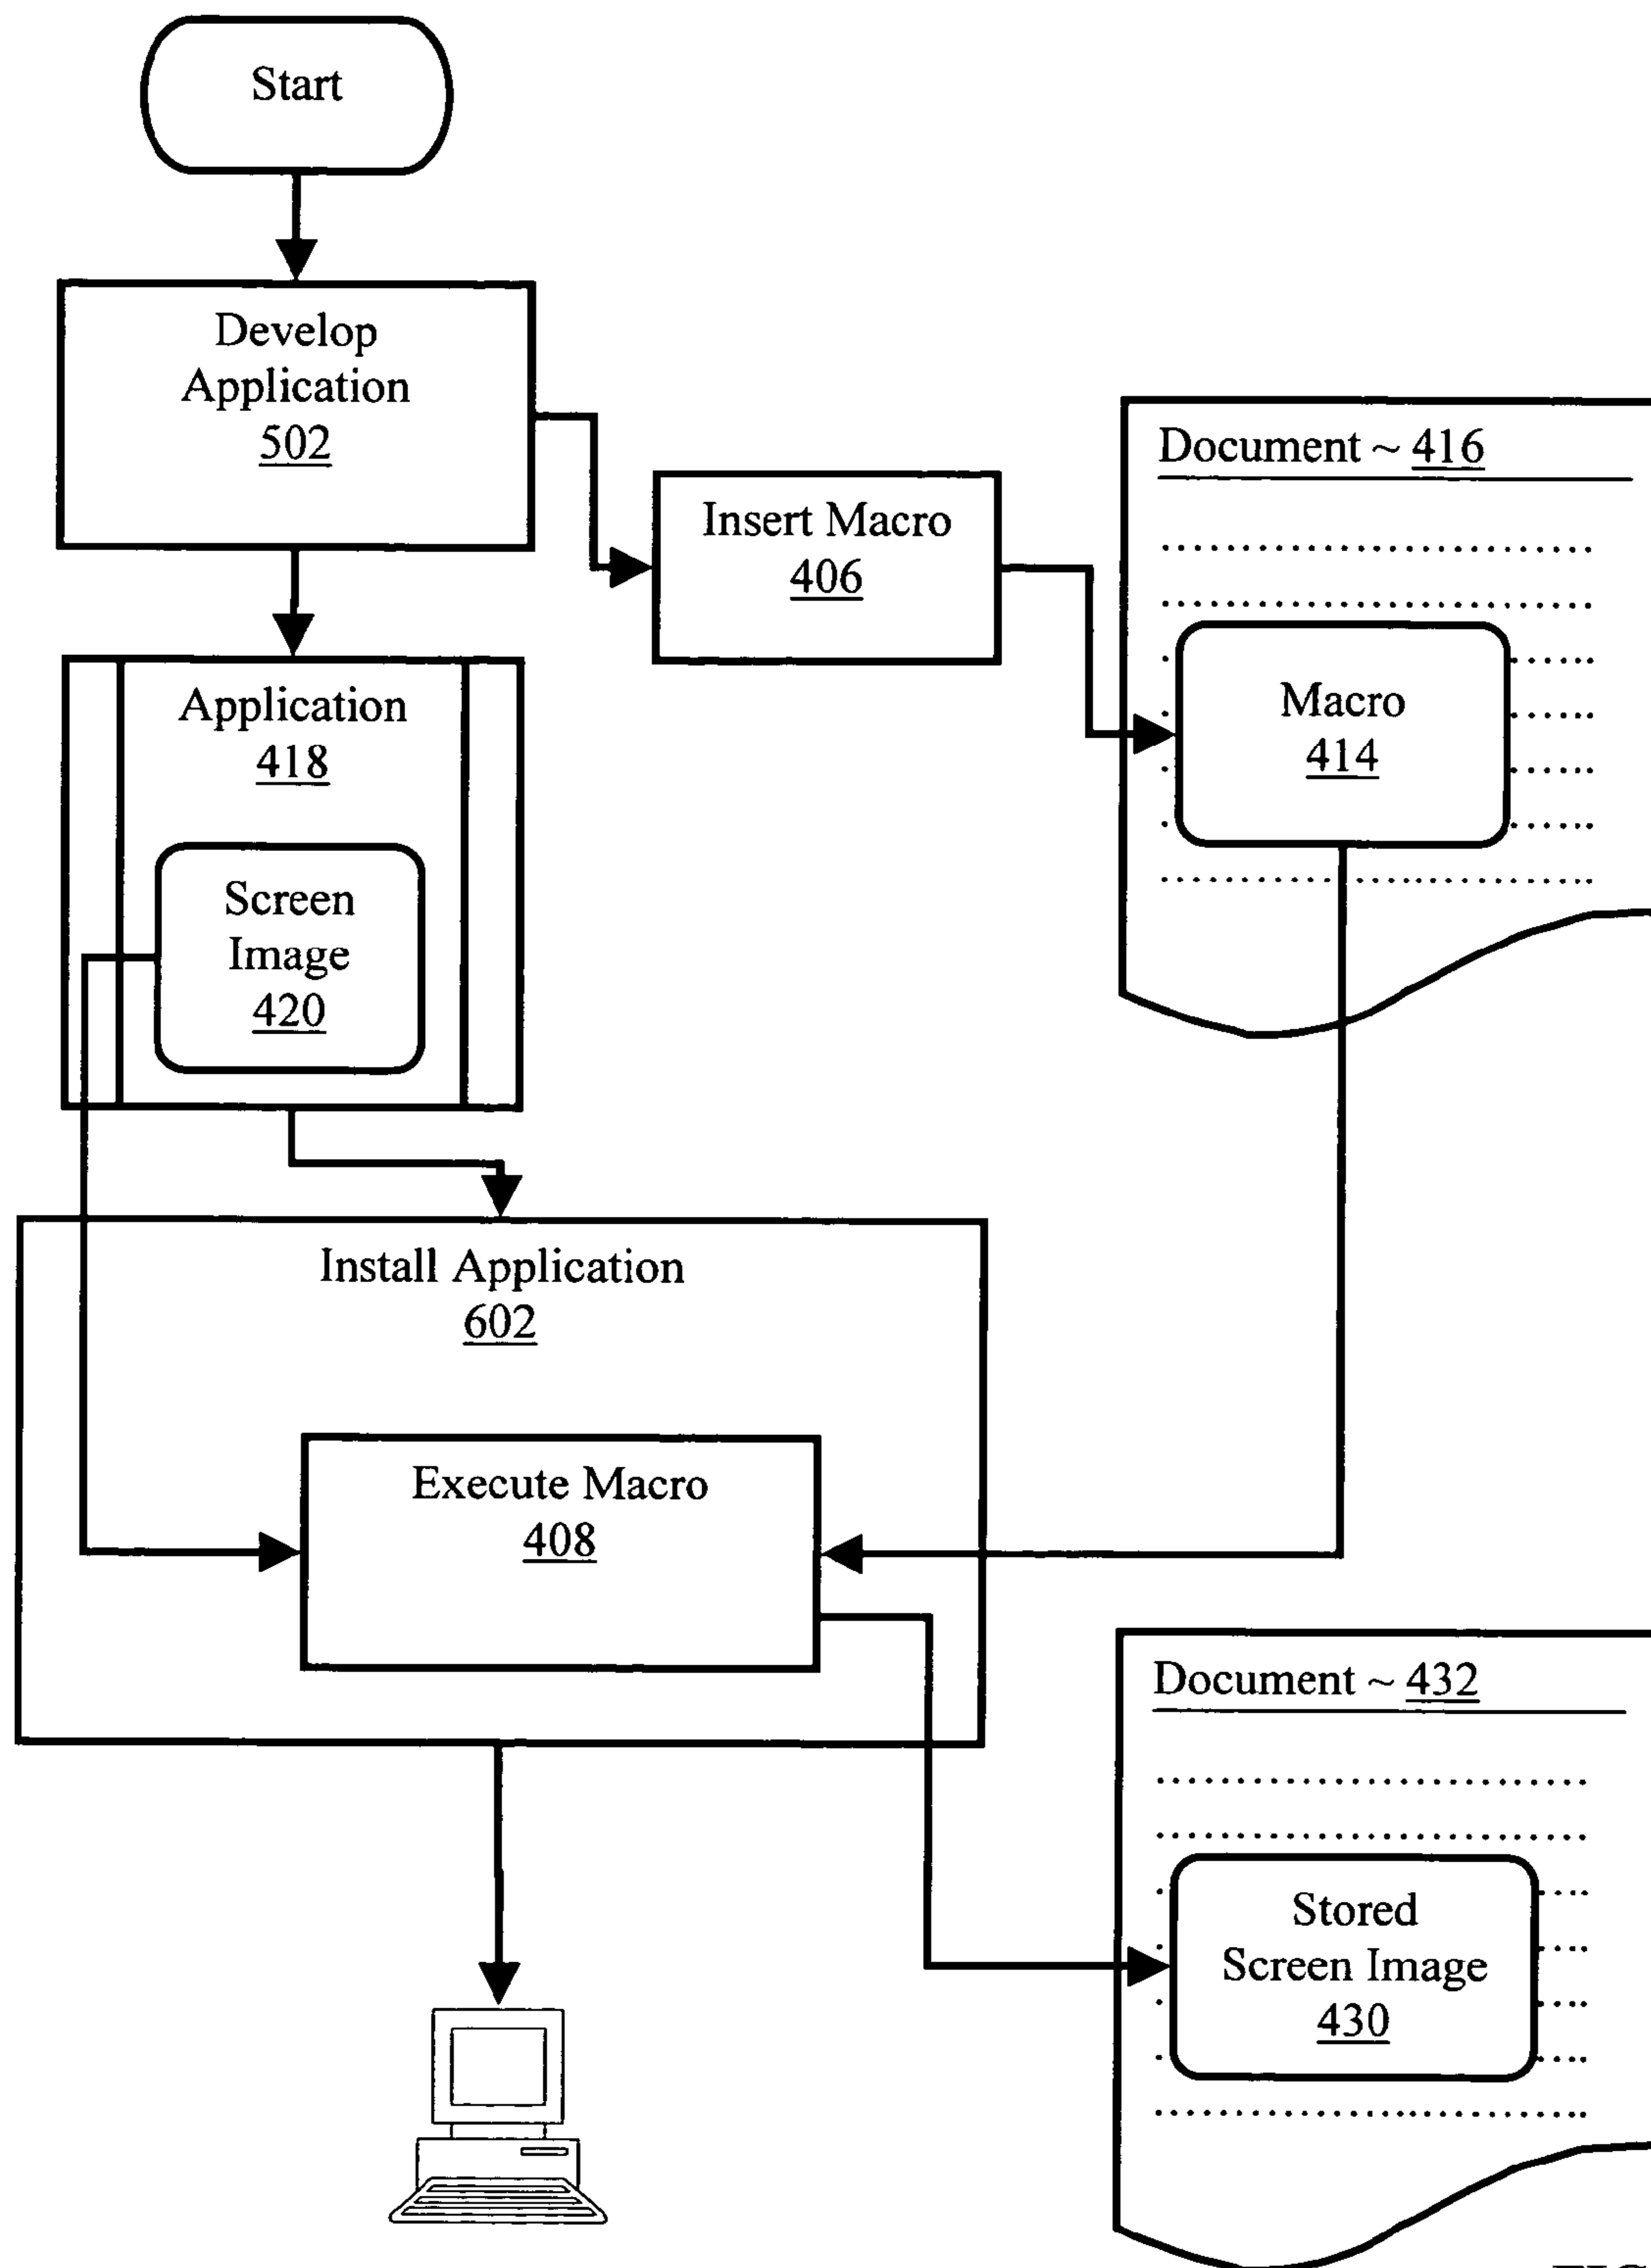 Start
Develop
Application
502
Document ~ 416
Insert Macro
406
Application
418
Macro
414
Screen
Image
420
Install Application
602
Execute Macro
408
Document ~ 432
Stored
Screen Image
430